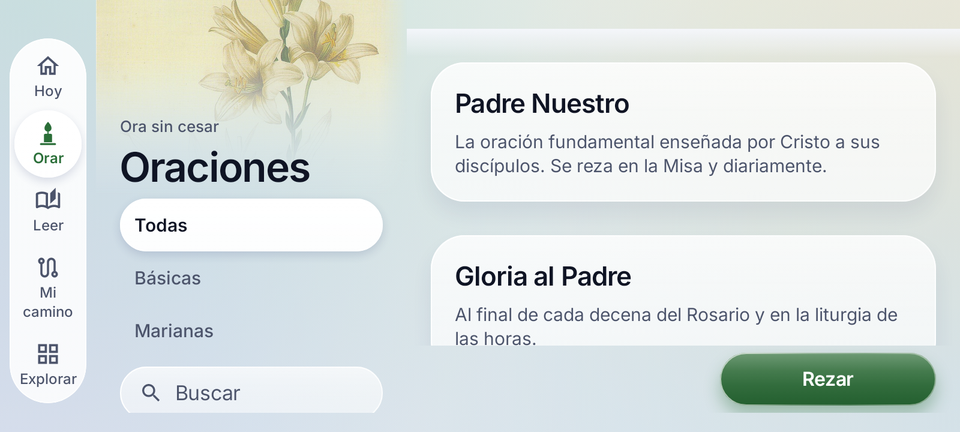 Hoy
Orar
Leer
Mi
camino
Explorar
Ora sin cesar
Oraciones
Todas
Básicas
Marianas
Buscar
Padre Nuestro
La oración fundamental enseñada por Cristo a sus
discípulos. Se reza en la Misa y diariamente.
Gloria al Padre
Al final de cada decena del Rosario y en la liturgia de
las horas.
Rezar